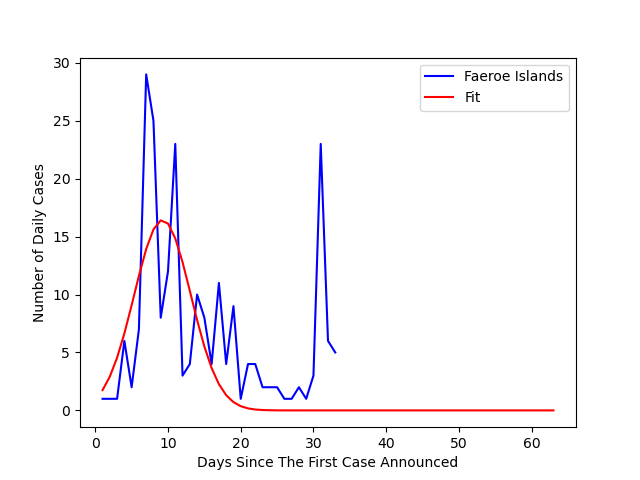 Faeroe Islands
Fit
30
25
20
15
10
5
0
Number of Daily Cases
0 10 20 30 40 50 60
Days Since The First Case Announced